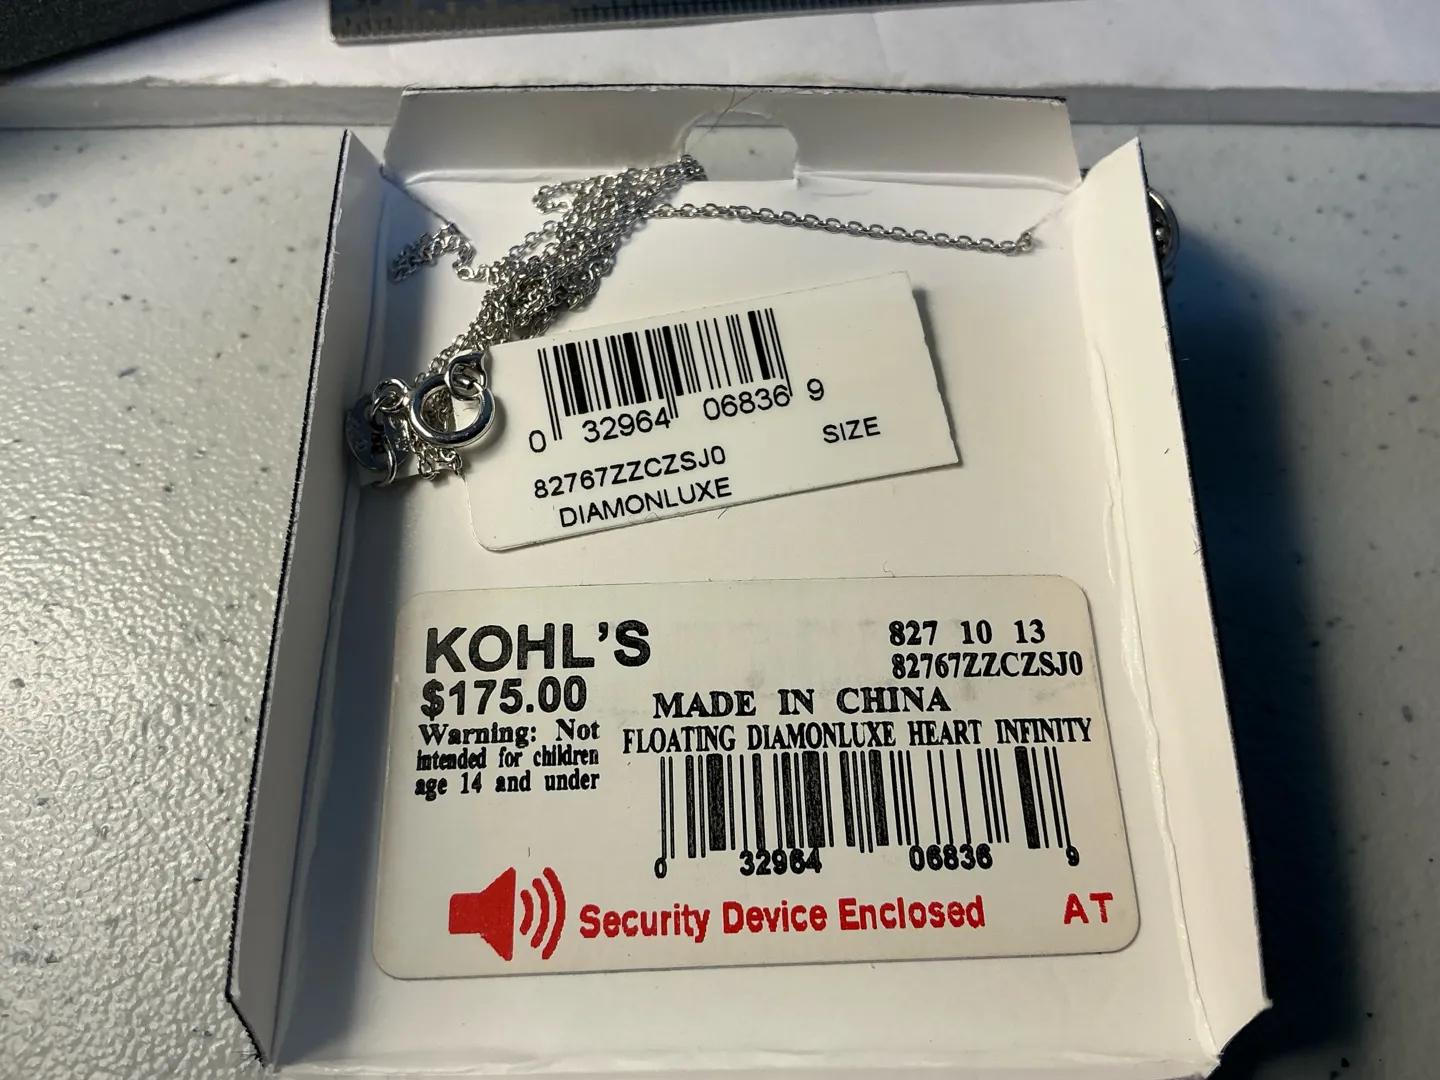 0 32964 06836 9
SIZE
82767ZZCZSJ0
DIAMONLUXE
KOHL'S
827 10 13
82767ZZCZSJ0
$175.00
MADE IN CHINA
Warning: Not
intended for children
age 14 and under
FLOATING DIAMONLUXE HEART INFINITY
0 32964 06836 9
Security Device Enclosed
AT